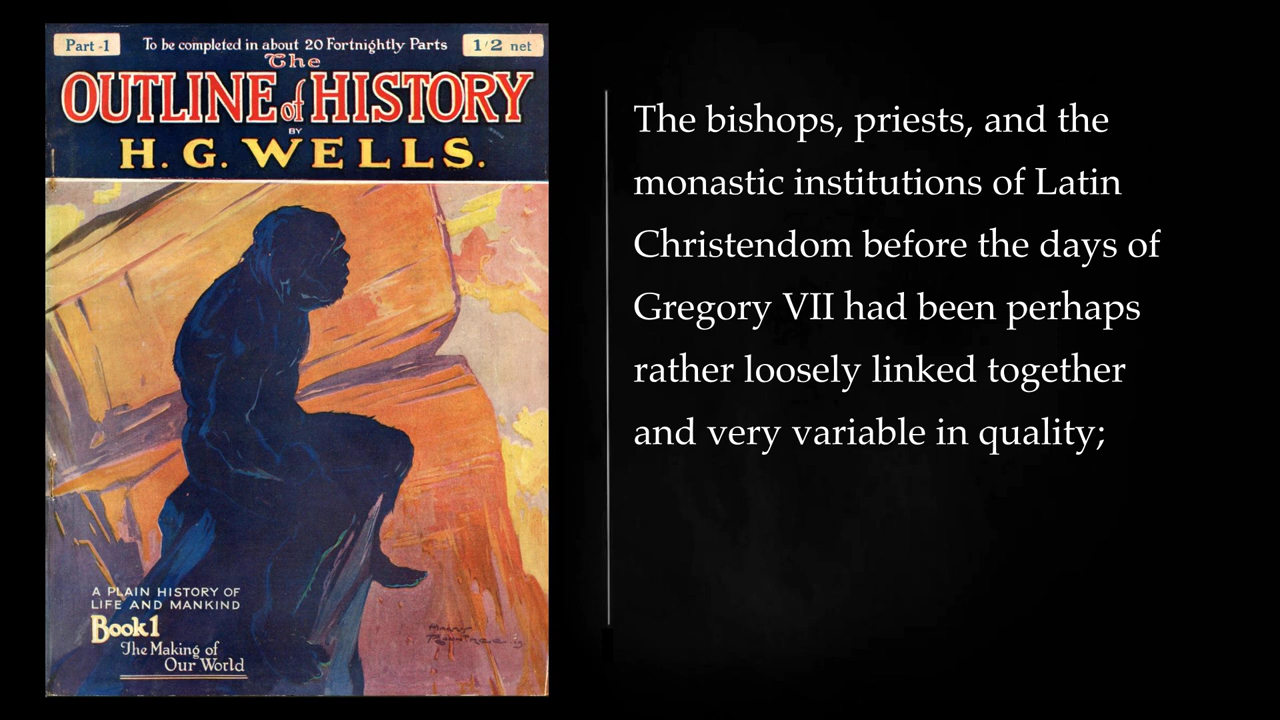 Part -1
To be completed in about 20 Fortnightly Parts
1/2 net
The
OUTLINE of HISTORY
BY
H. G. WELLS.
A PLAIN HISTORY OF
LIFE AND MANKIND
Book 1
The Making of
Our World
The bishops, priests, and the
monastic institutions of Latin
Christendom before the days of
Gregory VII had been perhaps
rather loosely linked together
and very variable in quality;